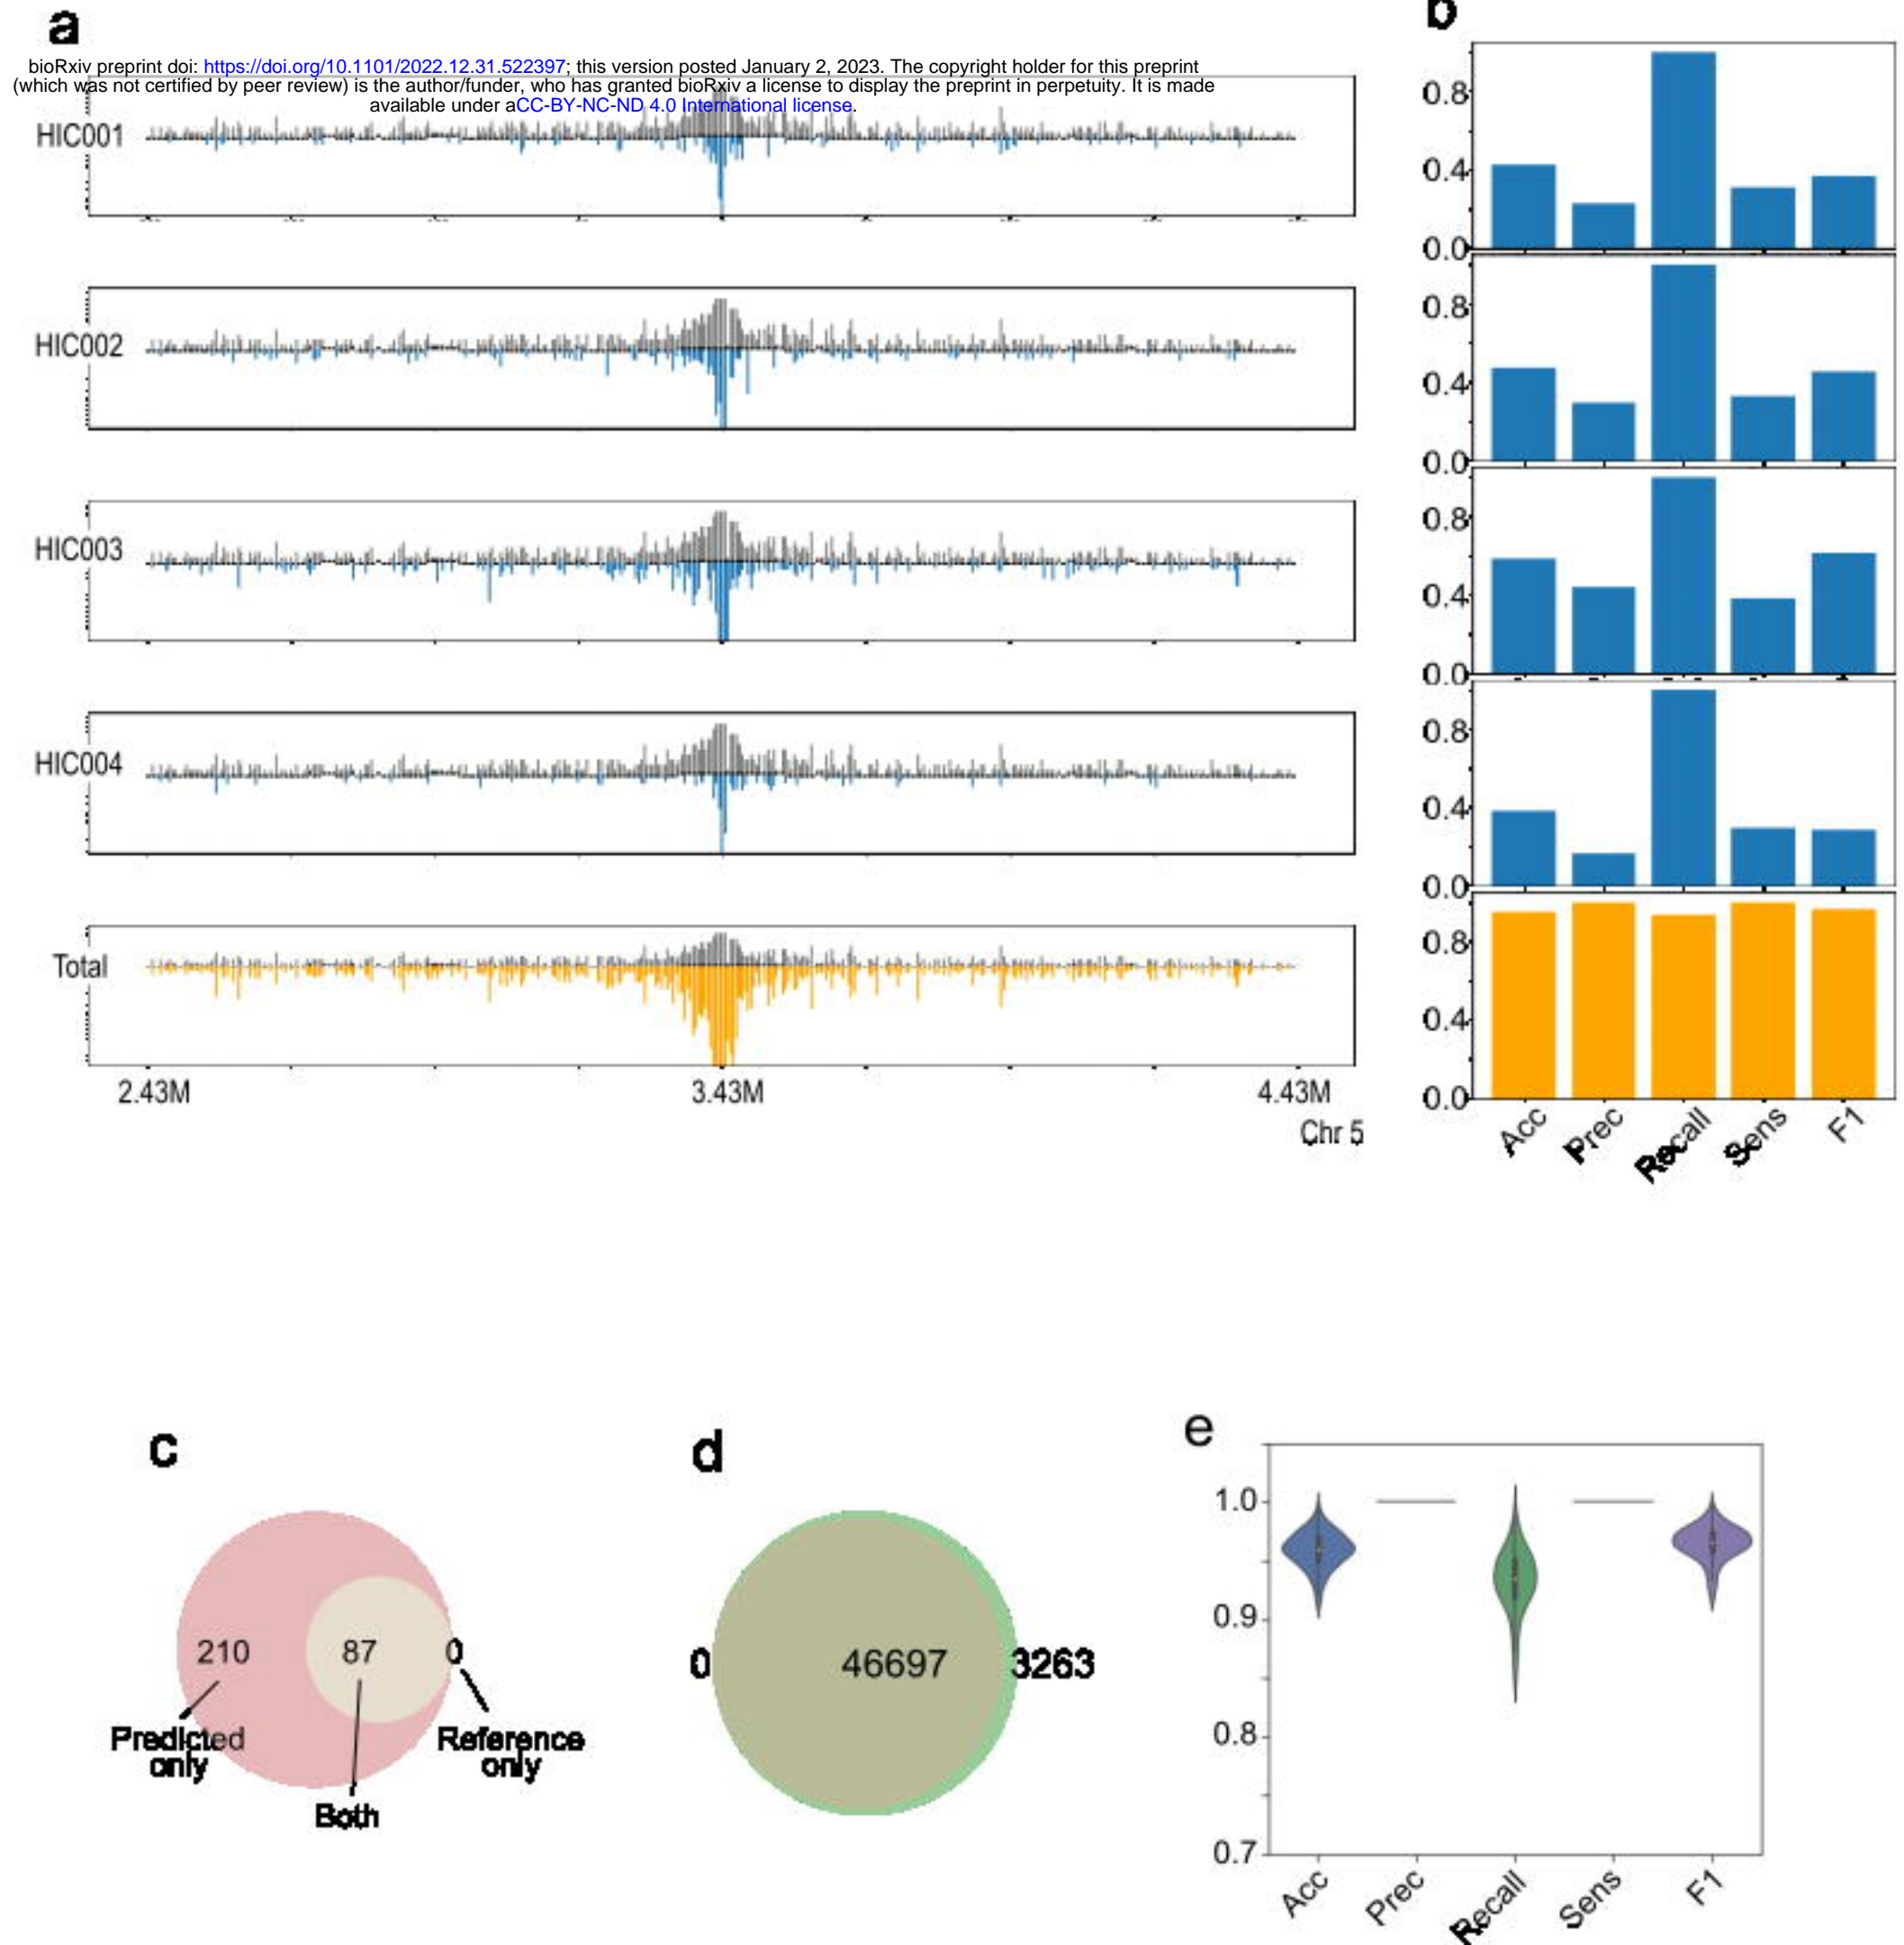 a
b
bioRxiv preprint doi: https://doi.org/10.1101/2022.12.31.522397; this version posted January 2, 2023. The copyright holder for this preprint
(which was not certified by peer review) is the author/funder, who has granted bioRxiv a license to display the preprint in perpetuity. It is made
available under aCC-BY-NC-ND 4.0 International license.
HIC001
0.8
0.4
0.0
HIC002
0.8
0.4
0.0
HIC003
0.8
0.4
0.0
HIC004
0.8
0.4
0.0
Total
0.8
0.4
0.0
2.43M 3.43M 4.43M
Chr 5
Acc Prec Recall Sens F1
c
210 87 0
Predicted
only
Both
Reference
only
d
0 46697 3263
e
1.0
0.9
0.8
0.7
Acc Prec Recall Sens F1